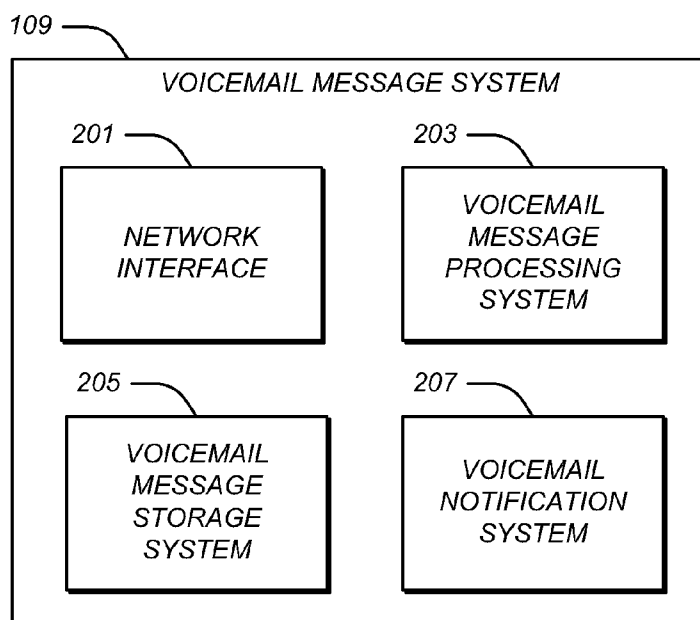 109
VOICEMAIL MESSAGE SYSTEM
201
NETWORK
INTERFACE
203
VOICEMAIL
MESSAGE
PROCESSING
SYSTEM
205
VOICEMAIL
MESSAGE
STORAGE
SYSTEM
207
VOICEMAIL
NOTIFICATION
SYSTEM